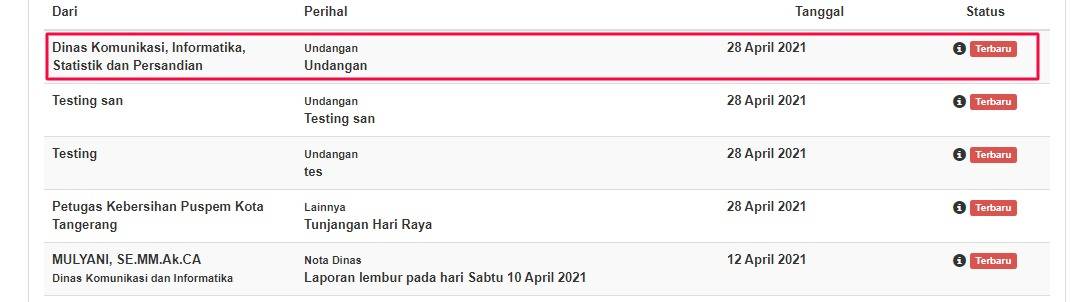 Dari Perihal Tanggal Status
Dinas Komunikasi, Informatika, Undangan 28 April 2021 Terbaru
Statistik dan Persandian Undangan
Testing san Undangan 28 April 2021 Terbaru
Testing san
Testing Undangan 28 April 2021 Terbaru
tes
Petugas Kebersihan Puspem Kota Lainnya 28 April 2021 Terbaru
Tangerang Tunjangan Hari Raya
MULYANI, SE.MM.Ak.CA Nota Dinas 12 April 2021 Terbaru
Dinas Komunikasi dan Informatika Laporan lembur pada hari Sabtu 10 April 2021